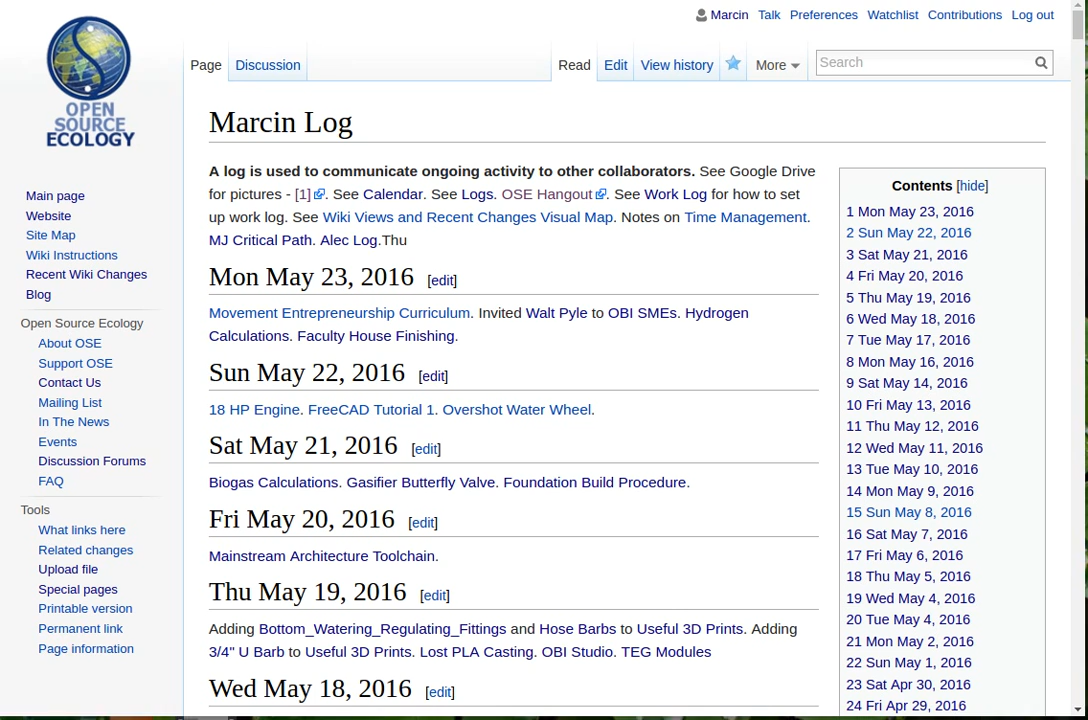 Marcin Talk Preferences Watchlist Contributions Log out
Page Discussion Read Edit View history More Search
OPEN
SOURCE
ECOLOGY
Main page
Website
Site Map
Wiki Instructions
Recent Wiki Changes
Blog
Open Source Ecology
About OSE
Support OSE
Contact Us
Mailing List
In The News
Events
Discussion Forums
FAQ
Tools
What links here
Related changes
Upload file
Special pages
Printable version
Permanent link
Page information
Marcin Log
A log is used to communicate ongoing activity to other collaborators. See Google Drive
for pictures - [1]. See Calendar. See Logs. OSE Hangout. See Work Log for how to set
up work log. See Wiki Views and Recent Changes Visual Map. Notes on Time Management.
MJ Critical Path. Alec Log.Thu
Mon May 23, 2016 [edit]
Movement Entrepreneurship Curriculum. Invited Walt Pyle to OBI SMEs. Hydrogen
Calculations. Faculty House Finishing.
Sun May 22, 2016 [edit]
18 HP Engine. FreeCAD Tutorial 1. Overshot Water Wheel.
Sat May 21, 2016 [edit]
Biogas Calculations. Gasifier Butterfly Valve. Foundation Build Procedure.
Fri May 20, 2016 [edit]
Mainstream Architecture Toolchain.
Thu May 19, 2016 [edit]
Adding Bottom_Watering_Regulating_Fittings and Hose Barbs to Useful 3D Prints. Adding
3/4" U Barb to Useful 3D Prints. Lost PLA Casting. OBI Studio. TEG Modules
Wed May 18, 2016 [edit]
Contents [hide]
1 Mon May 23, 2016
2 Sun May 22, 2016
3 Sat May 21, 2016
4 Fri May 20, 2016
5 Thu May 19, 2016
6 Wed May 18, 2016
7 Tue May 17, 2016
8 Mon May 16, 2016
9 Sat May 14, 2016
10 Fri May 13, 2016
11 Thu May 12, 2016
12 Wed May 11, 2016
13 Tue May 10, 2016
14 Mon May 9, 2016
15 Sun May 8, 2016
16 Sat May 7, 2016
17 Fri May 6, 2016
18 Thu May 5, 2016
19 Wed May 4, 2016
20 Tue May 4, 2016
21 Mon May 2, 2016
22 Sun May 1, 2016
23 Sat Apr 30, 2016
24 Fri Apr 29, 2016